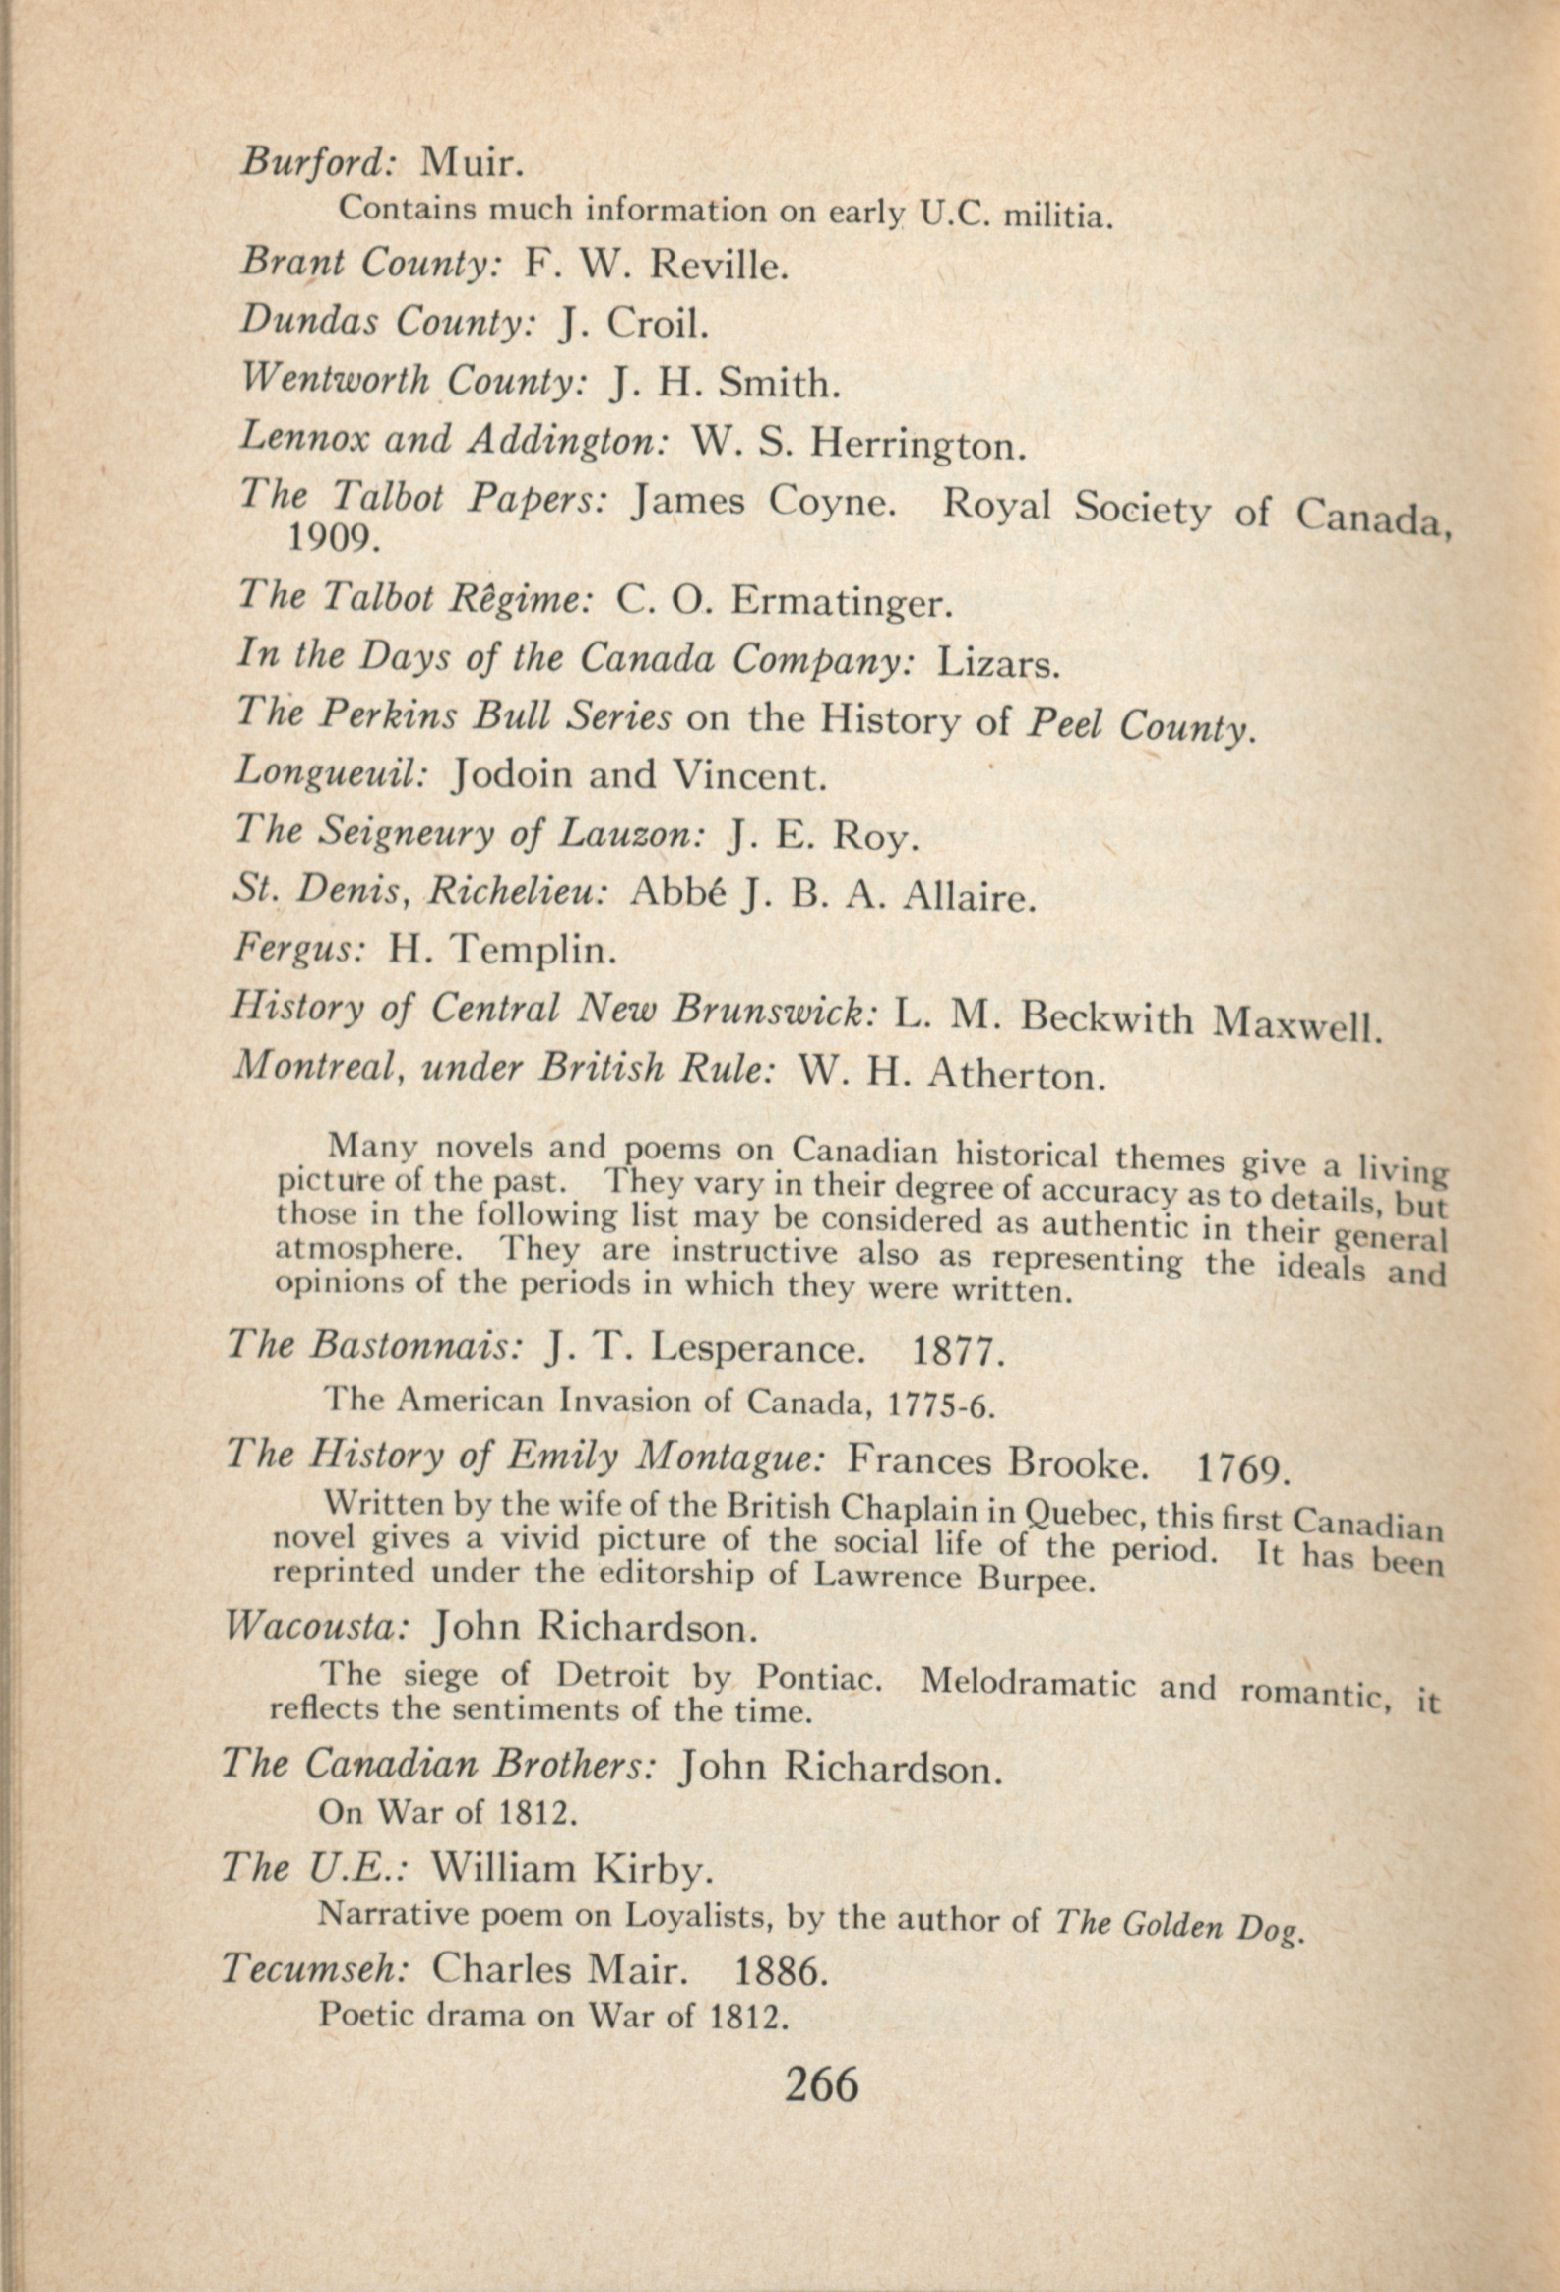 Burford: Muir.
Contains much information on early U.C. militia.
Brant County: F. W. Reville.
Dundas County: J. Croil.
Wentworth County: J. H. Smith.
Lennox and Addington: W. S. Herrington.
The Talbot Papers: James Coyne. Royal Society of Canada,
1909.
The Talbot Rêgime: C. O. Ermatinger.
In the Days of the Canada Company: Lizars.
The Perkins Bull Series on the History of Peel County.
Longueuil: Jodoin and Vincent.
The Seigneury of Lauzon: J. E. Roy.
St. Denis, Richelieu: Abbé J. B. A. Allaire.
Fergus: H. Templin.
History of Central New Brunswick: L. M. Beckwith Maxwell.
Montreal, under British Rule: W. H. Atherton.
Many novels and poems on Canadian historical themes give a living
picture of the past. They vary in their degree of accuracy as to details, but
those in the following list may be considered as authentic in their general
atmosphere. They are instructive also as representing the ideals and
opinions of the periods in which they were written.
The Bastonnais: J. T. Lesperance. 1877.
The American Invasion of Canada, 1775-6.
The History of Emily Montague: Frances Brooke. 1769.
Written by the wife of the British Chaplain in Quebec, this first Canadian
novel gives a vivid picture of the social life of the period. It has been
reprinted under the editorship of Lawrence Burpee.
Wacousta: John Richardson.
The siege of Detroit by Pontiac. Melodramatic and romantic, it
reflects the sentiments of the time.
The Canadian Brothers: John Richardson.
On War of 1812.
The U.E.: William Kirby.
Narrative poem on Loyalists, by the author of The Golden Dog.
Tecumseh: Charles Mair. 1886.
Poetic drama on War of 1812.
266